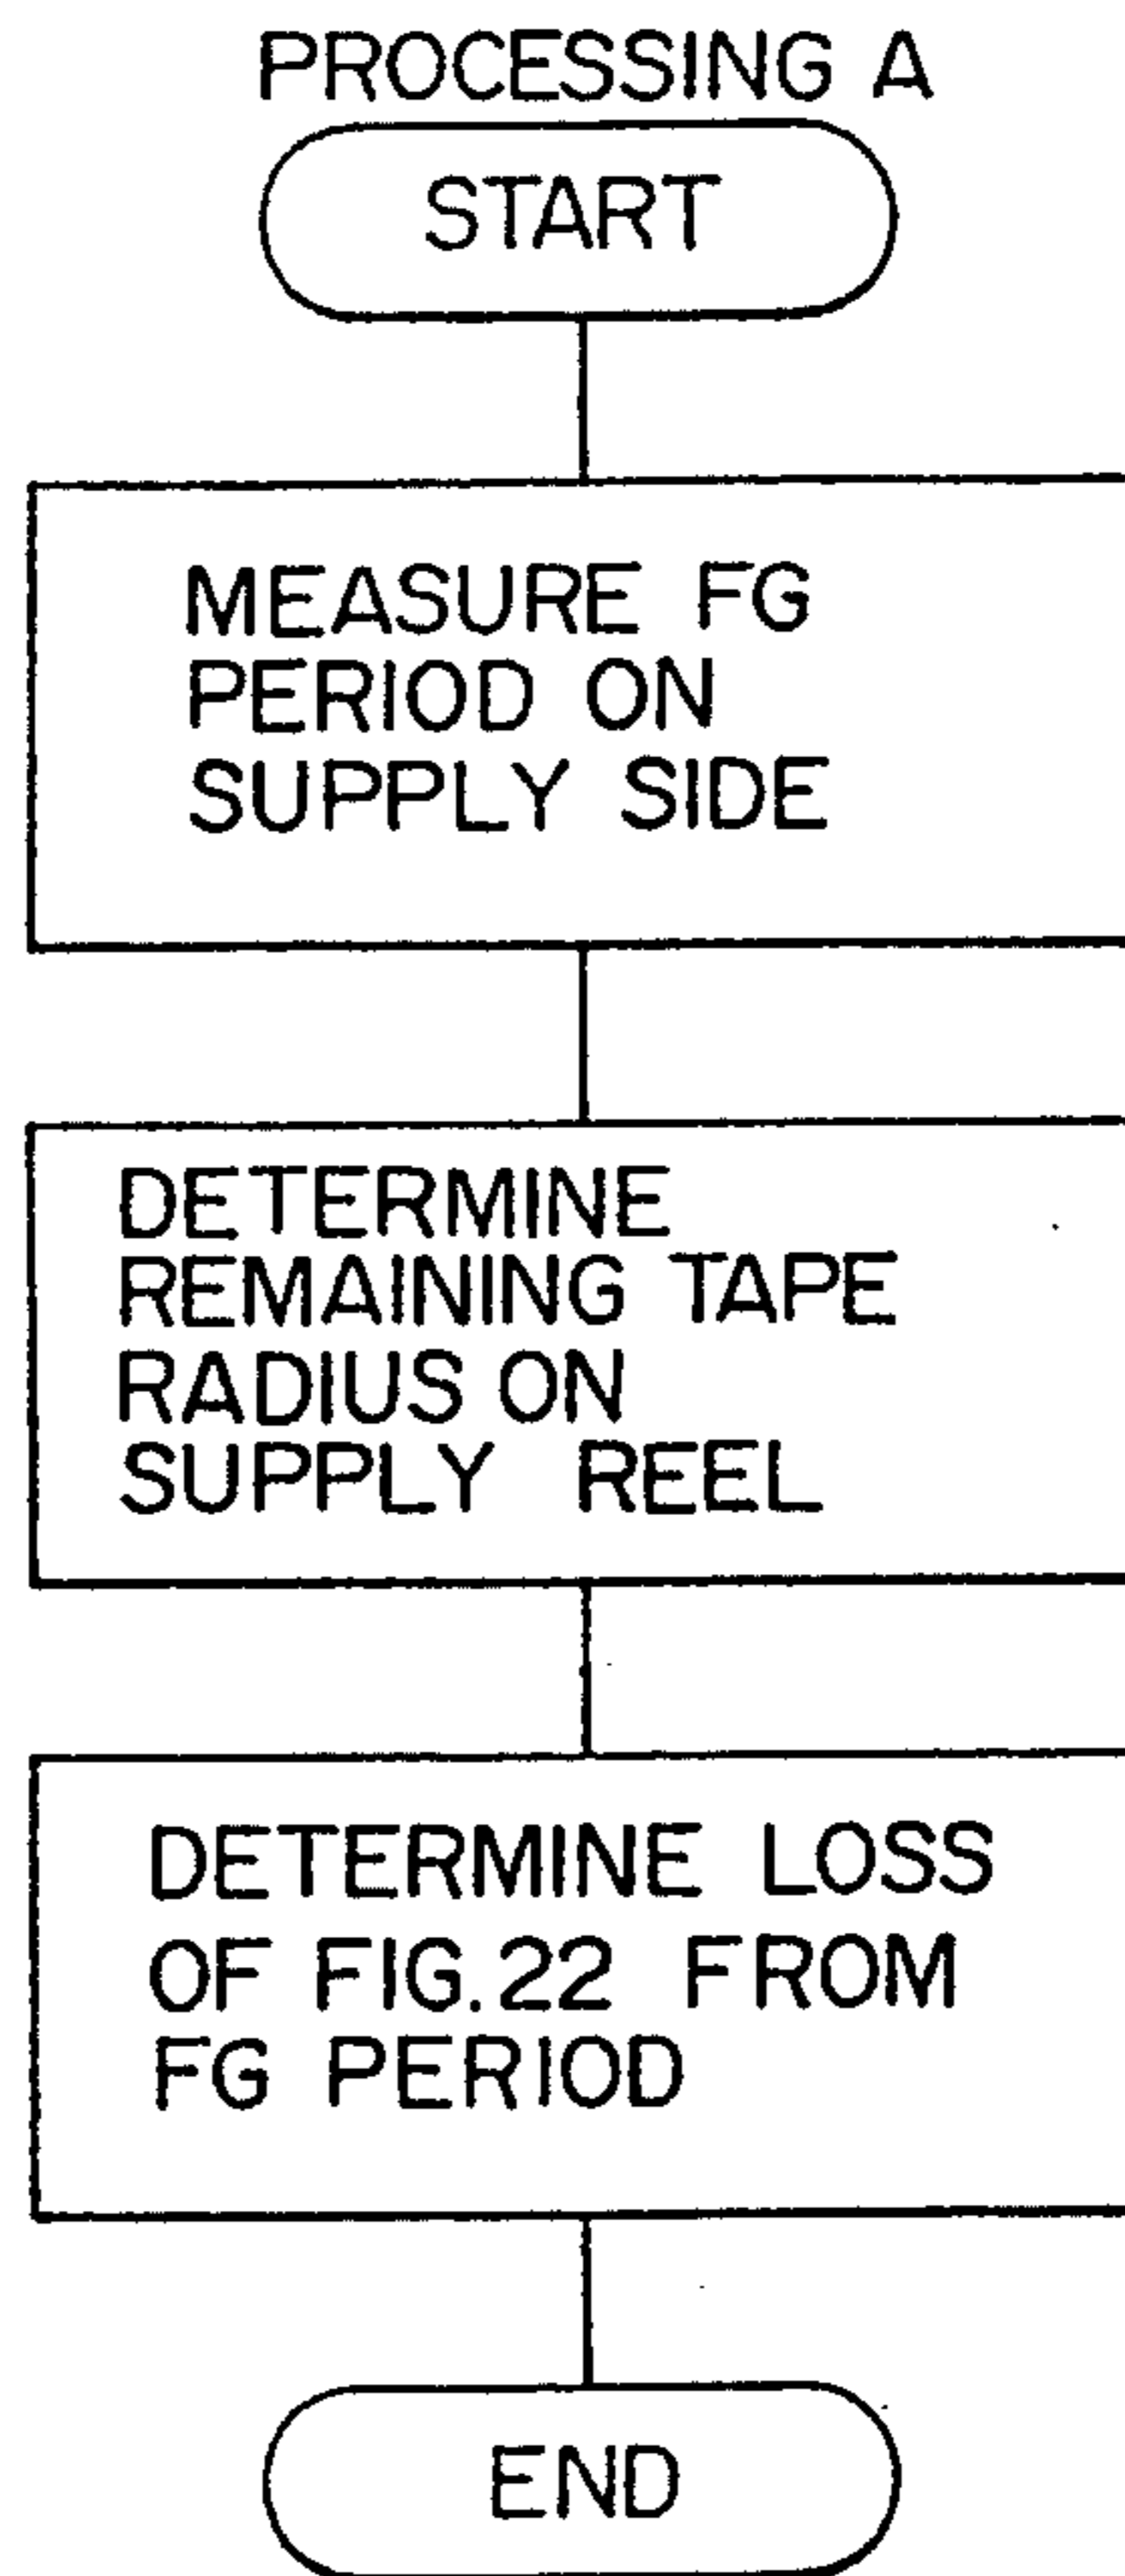 PROCESSING A
START
MEASURE FG
PERIOD ON
SUPPLY SIDE
DETERMINE
REMAINING TAPE
RADIUS ON
SUPPLY REEL
DETERMINE LOSS
OF FIG.22 FROM
FG PERIOD
END